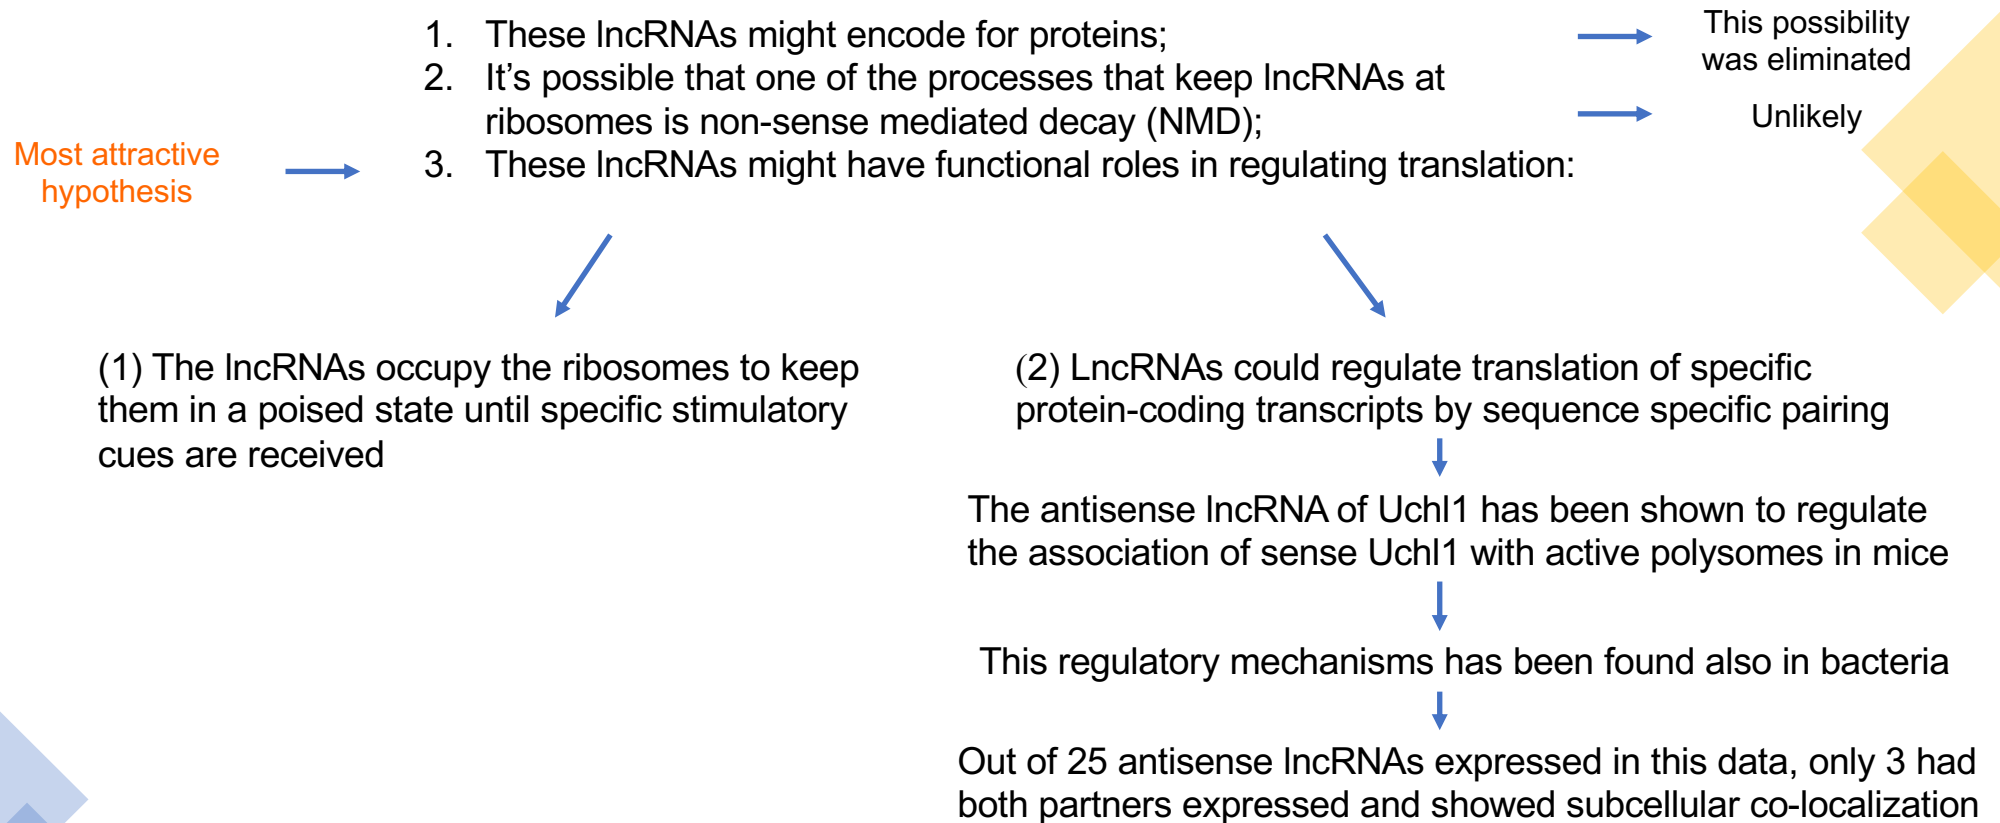 1. These lncRNAs might encode for proteins;
This possibility
was eliminated
2. It's possible that one of the processes that keep lncRNAs at
ribosomes is non-sense mediated decay (NMD);
Unlikely
Most attractive
hypothesis
3. These lncRNAs might have functional roles in regulating translation:
(1) The lncRNAs occupy the ribosomes to keep
them in a poised state until specific stimulatory
cues are received
(2) LncRNAs could regulate translation of specific
protein-coding transcripts by sequence specific pairing
The antisense lncRNA of Uchl1 has been shown to regulate
the association of sense Uchl1 with active polysomes in mice
This regulatory mechanisms has been found also in bacteria
Out of 25 antisense lncRNAs expressed in this data, only 3 had
both partners expressed and showed subcellular co-localization